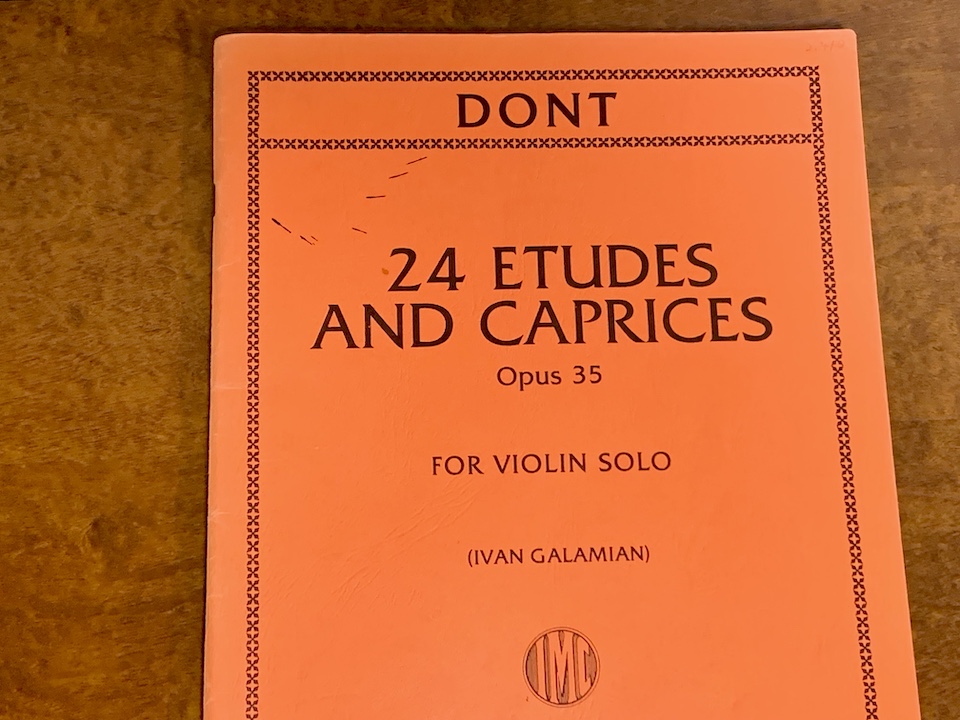 DONT
24 ETUDES
AND CAPRICES
Opus 35
FOR VIOLIN SOLO
(IVAN GALAMIAN)
IMC